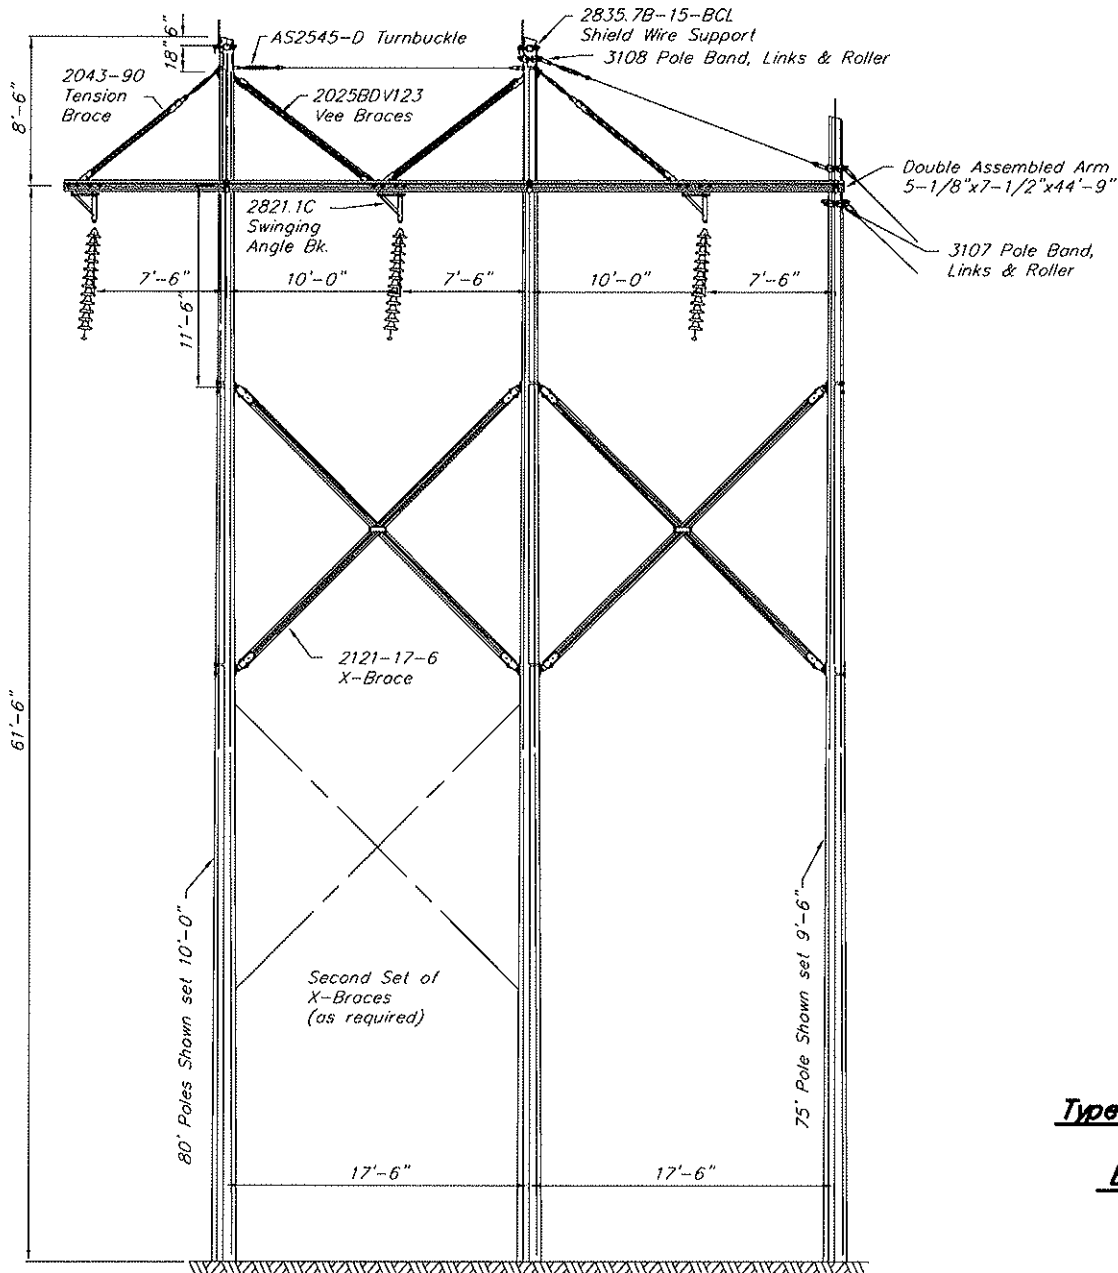 2835.7B-15-BCL
Shield Wire Support
AS2545-D Turnbuckle
3108 Pole Band, Links & Roller
6"
18"
8'-6"
2043-90
Tension
Brace
2025BDV123
Vee Braces
Double Assembled Arm
5-1/8"x7-1/2"x44'-9"
2821.1C
Swinging
Angle Bk.
3107 Pole Band,
Links & Roller
7'-6"
10'-0"
7'-6"
10'-0"
7'-6"
11'-6"
2121-17-6
X-Brace
61'-6"
80' Poles Shown set 10'-0"
75' Pole Shown set 9'-6"
Second Set of
X-Braces
(as required)
Type
17'-6"
17'-6"